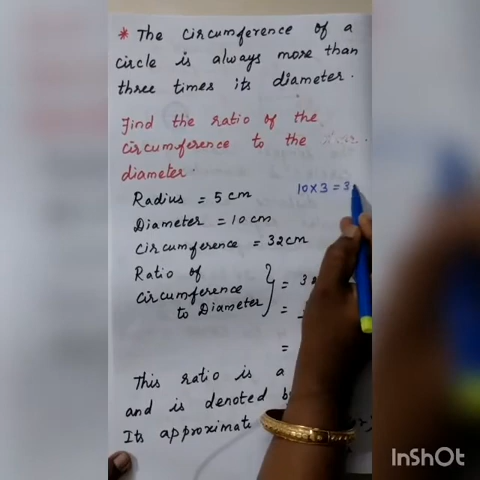 * The circumference of a
circle is always more than
three times its diameter.
Find the ratio of the
circumference to the
diameter.
Radius = 5 cm
10 × 3 = 3
Diameter = 10 cm
Circumference = 32 cm
Ratio of
circumference
to Diameter } = 3
=
=
This ratio is a
and is denoted
Its approximate
InShOt